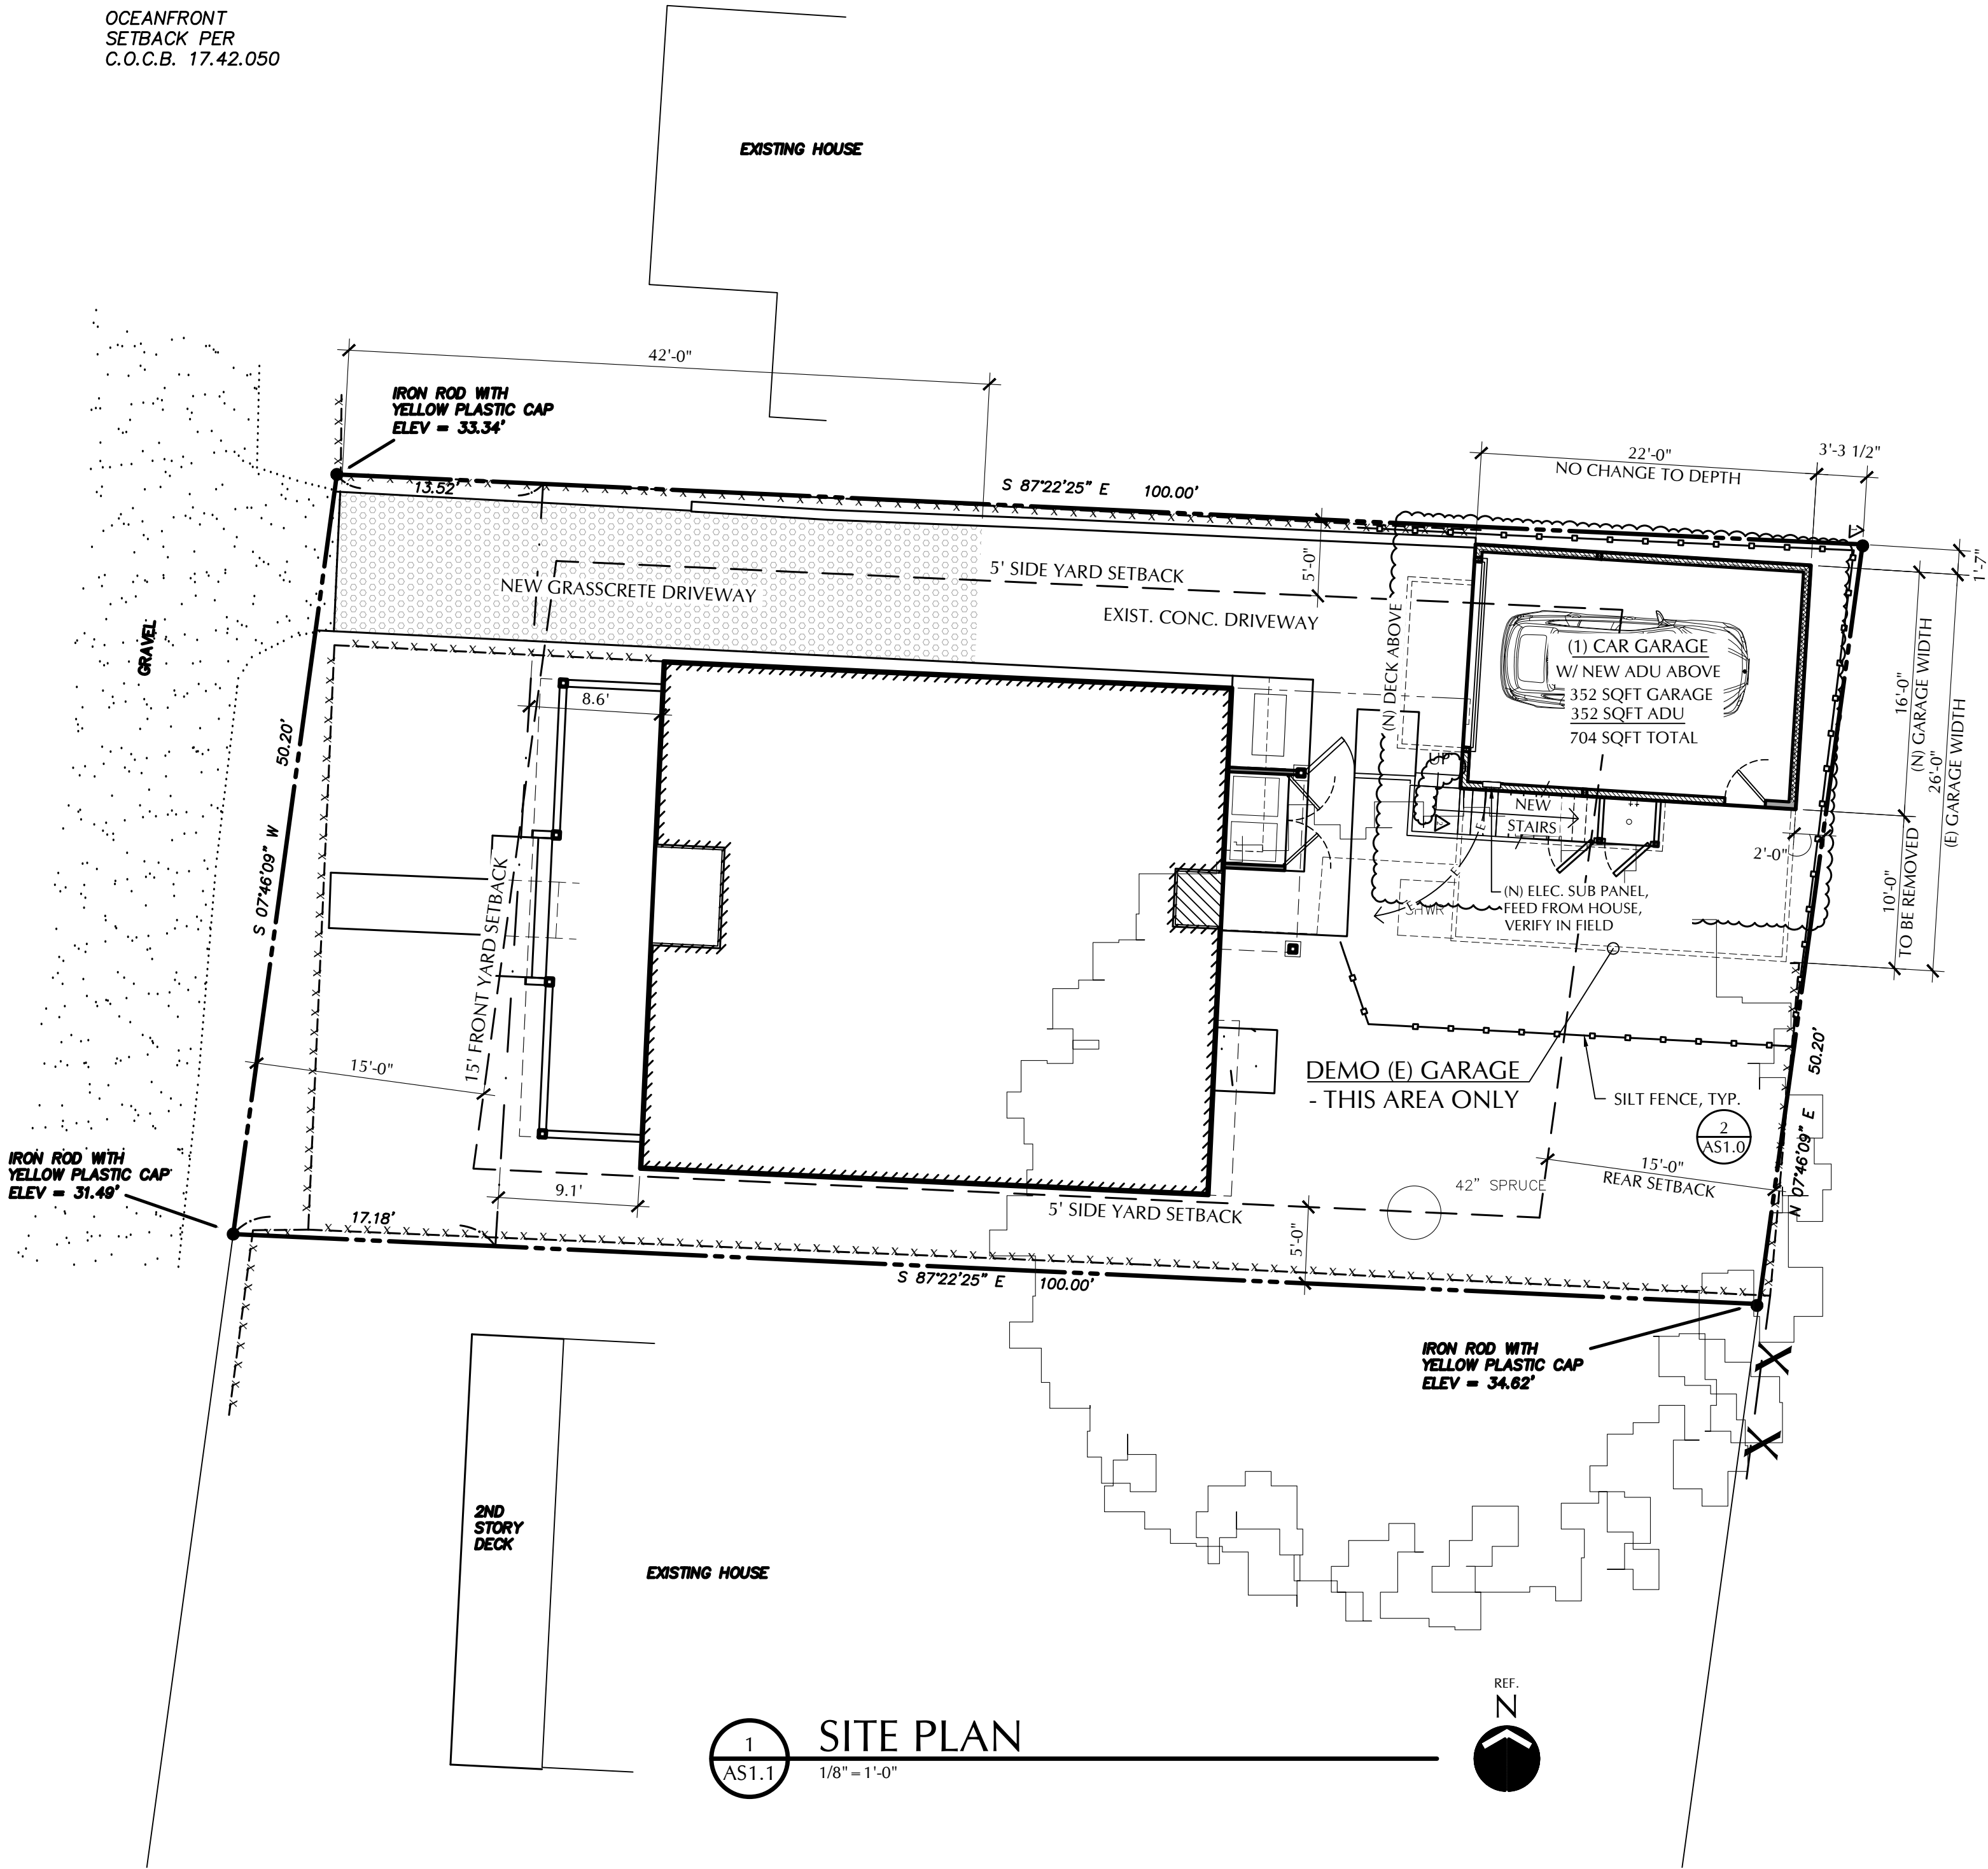 OCEANFRONT
SETBACK PER
C.O.C.B. 17.42.050
EXISTING HOUSE
42'-0"
IRON ROD WITH
YELLOW PLASTIC CAP
ELEV = 33.34'
13.52'
S 87°22'25" E 100.00'
22'-0"
NO CHANGE TO DEPTH
3'-3 1/2"
1'-7"
5'-0"
5' SIDE YARD SETBACK
NEW GRASSCRETE DRIVEWAY
EXIST. CONC. DRIVEWAY
(N) DECK ABOVE
GRAVEL
(1) CAR GARAGE
W/ NEW ADU ABOVE
352 SQFT GARAGE
352 SQFT ADU
704 SQFT TOTAL
16'-0"
(N) GARAGE WIDTH
26'-0"
(E) GARAGE WIDTH
8.6'
50.20'
S 07°46'09" W
UP
NEW
STAIRS
A
E
E
E
2'-0"
10'-0"
TO BE REMOVED
(N) ELEC. SUB PANEL,
FEED FROM HOUSE,
VERIFY IN FIELD
SHWR
15' FRONT YARD SETBACK
15'-0"
DEMO (E) GARAGE
- THIS AREA ONLY
SILT FENCE, TYP.
2
AS1.0
50.20'
N 07°46'09" E
15'-0"
REAR SETBACK
42" SPRUCE
IRON ROD WITH
YELLOW PLASTIC CAP
ELEV = 31.49'
9.1'
17.18'
5' SIDE YARD SETBACK
5'-0"
S 87°22'25" E 100.00'
IRON ROD WITH
YELLOW PLASTIC CAP
ELEV = 34.62'
2ND
STORY
DECK
EXISTING HOUSE
1
AS1.1
SITE PLAN
1/8"=1'-0"
REF.
N